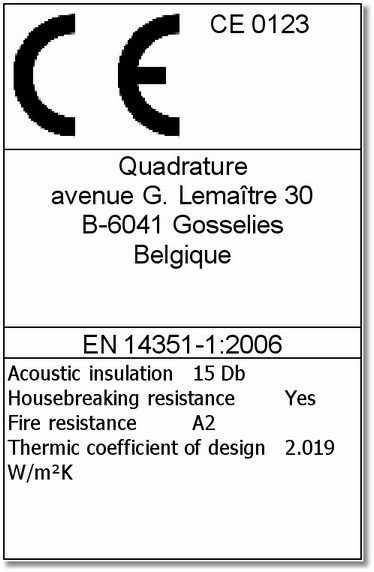 CE
CE 0123
Quadrature
avenue G. Lemaître 30
B-6041 Gosselies
Belgique
EN 14351-1:2006
Acoustic insulation 15 Db
Housebreaking resistance Yes
Fire resistance A2
Thermic coefficient of design 2.019
W/m²K